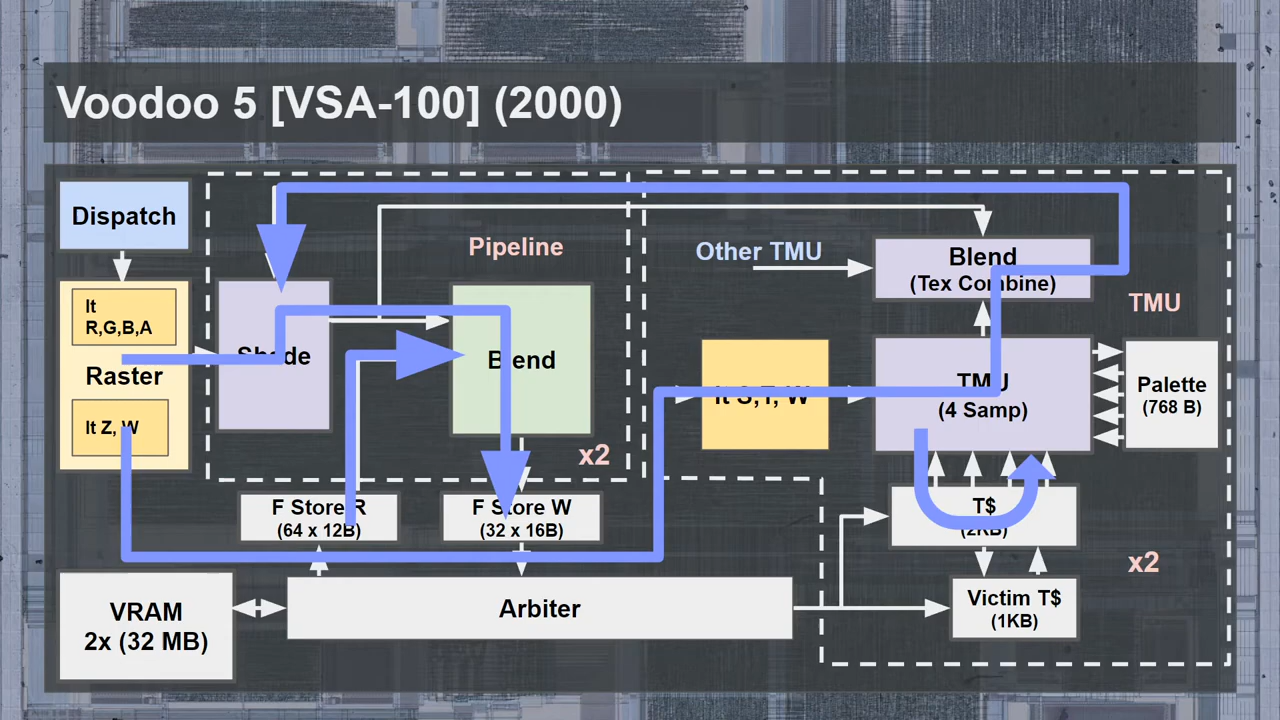 Voodoo 5 [VSA-100] (2000)
Dispatch
It
R,G,B,A
Raster
It Z, W
Shade
Pipeline
Blend
x2
F Store R
(64 x 12B)
F Store W
(32 x 16B)
VRAM
2x (32 MB)
Arbiter
Other TMU
Blend
(Tex Combine)
TMU
It S,T, W
TMU
(4 Samp)
Palette
(768 B)
T$
(2KB)
x2
Victim T$
(1KB)